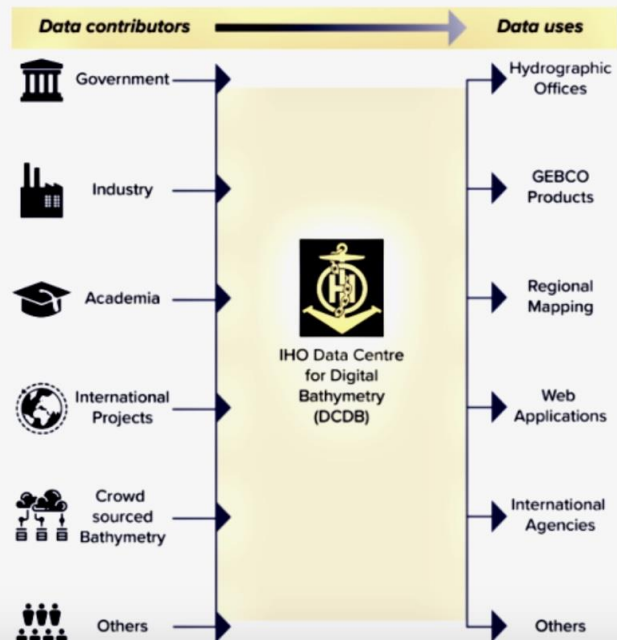 Data contributors
Data uses
Government
Industry
Academia
International
Projects
Crowd
sourced
Bathymetry
Others
IHO Data Centre
for Digital
Bathymetry
(DCDB)
Hydrographic
Offices
GEBCO
Products
Regional
Mapping
Web
Applications
International
Agencies
Others